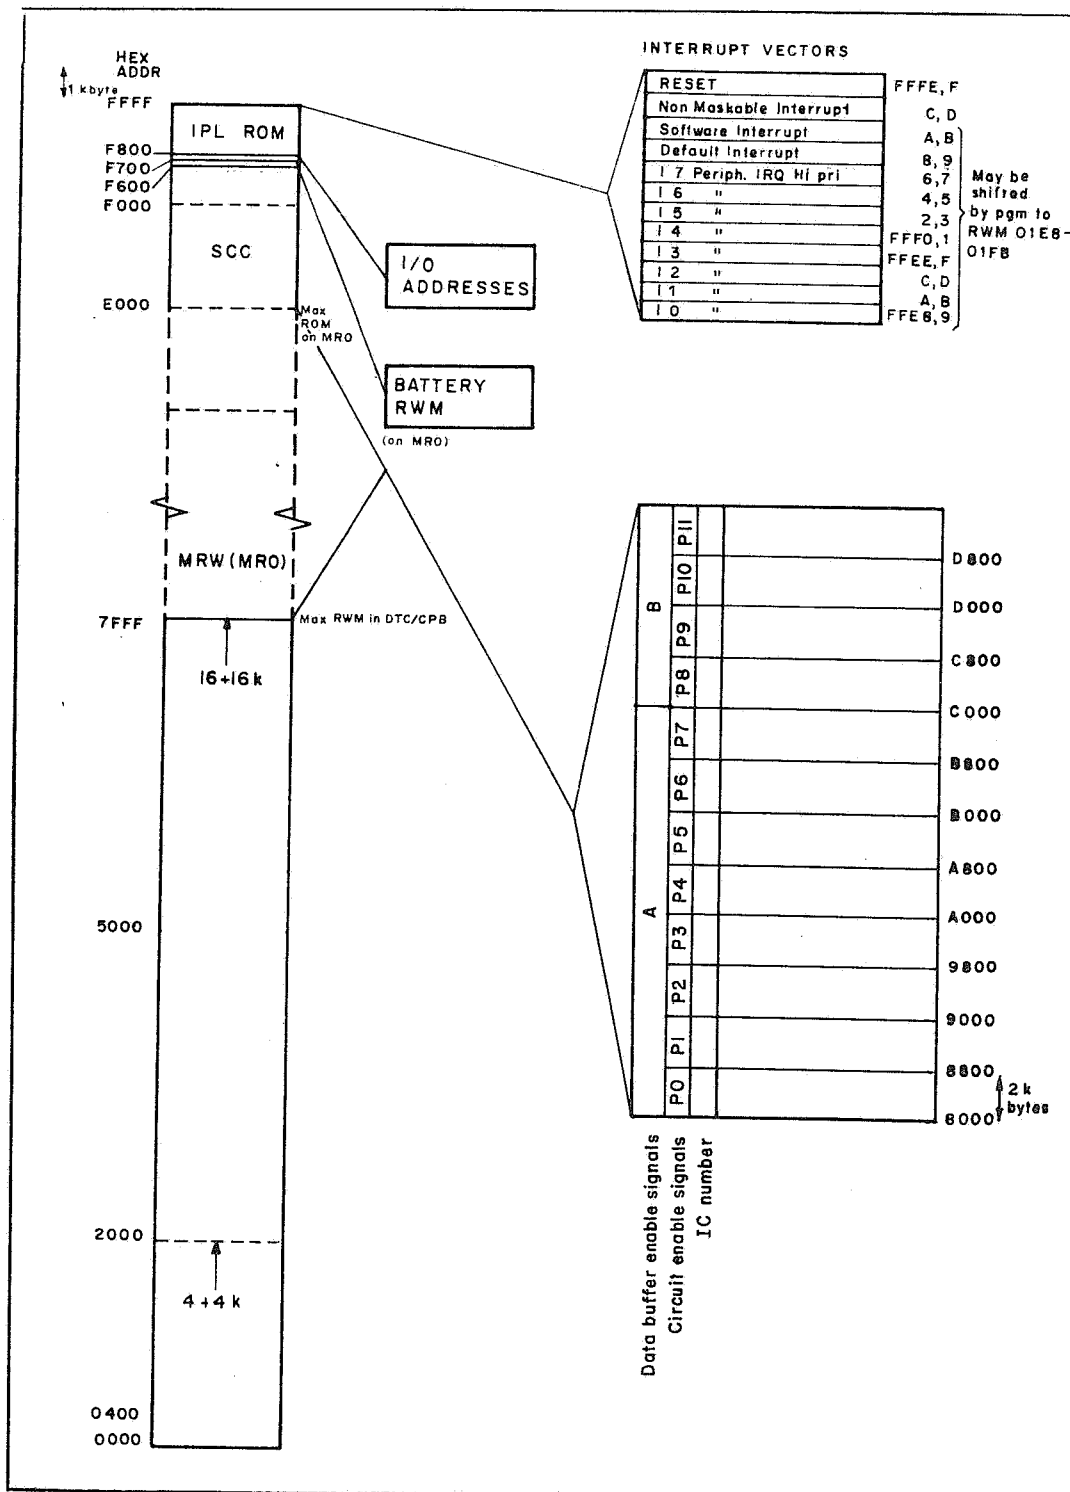 HEX
ADDR
1 kbyte
FFFF
IPL ROM
F800
F700
F600
F000
SCC
E000
Max
ROM
on MRO
I/O
ADDRESSES
BATTERY
RWM
(on MRO)
MRW (MRO)
7FFF
Max RWM in DTC/CPB
16+16k
5000
2000
4+4k
0400
0000
INTERRUPT VECTORS
RESET FFFE, F
Non Maskable Interrupt C, D
Software Interrupt A, B
Default Interrupt 8, 9
I 7 Periph. IRQ Hi pri 6,7
I 6 " 4,5
I 5 " 2,3
I 4 " FFF0,1
I 3 " FFEE,F
I 2 " C,D
I 1 " A,B
I 0 " FFE8,9
May be
shifted
by pgm to
RWM 01E8-
01FB
B
A
P11
P10
P9
P8
P7
P6
P5
P4
P3
P2
P1
P0
D800
D000
C800
C000
B800
B000
A800
A000
9800
9000
8800
8000
2k
bytes
Data buffer enable signals
Circuit enable signals
IC number